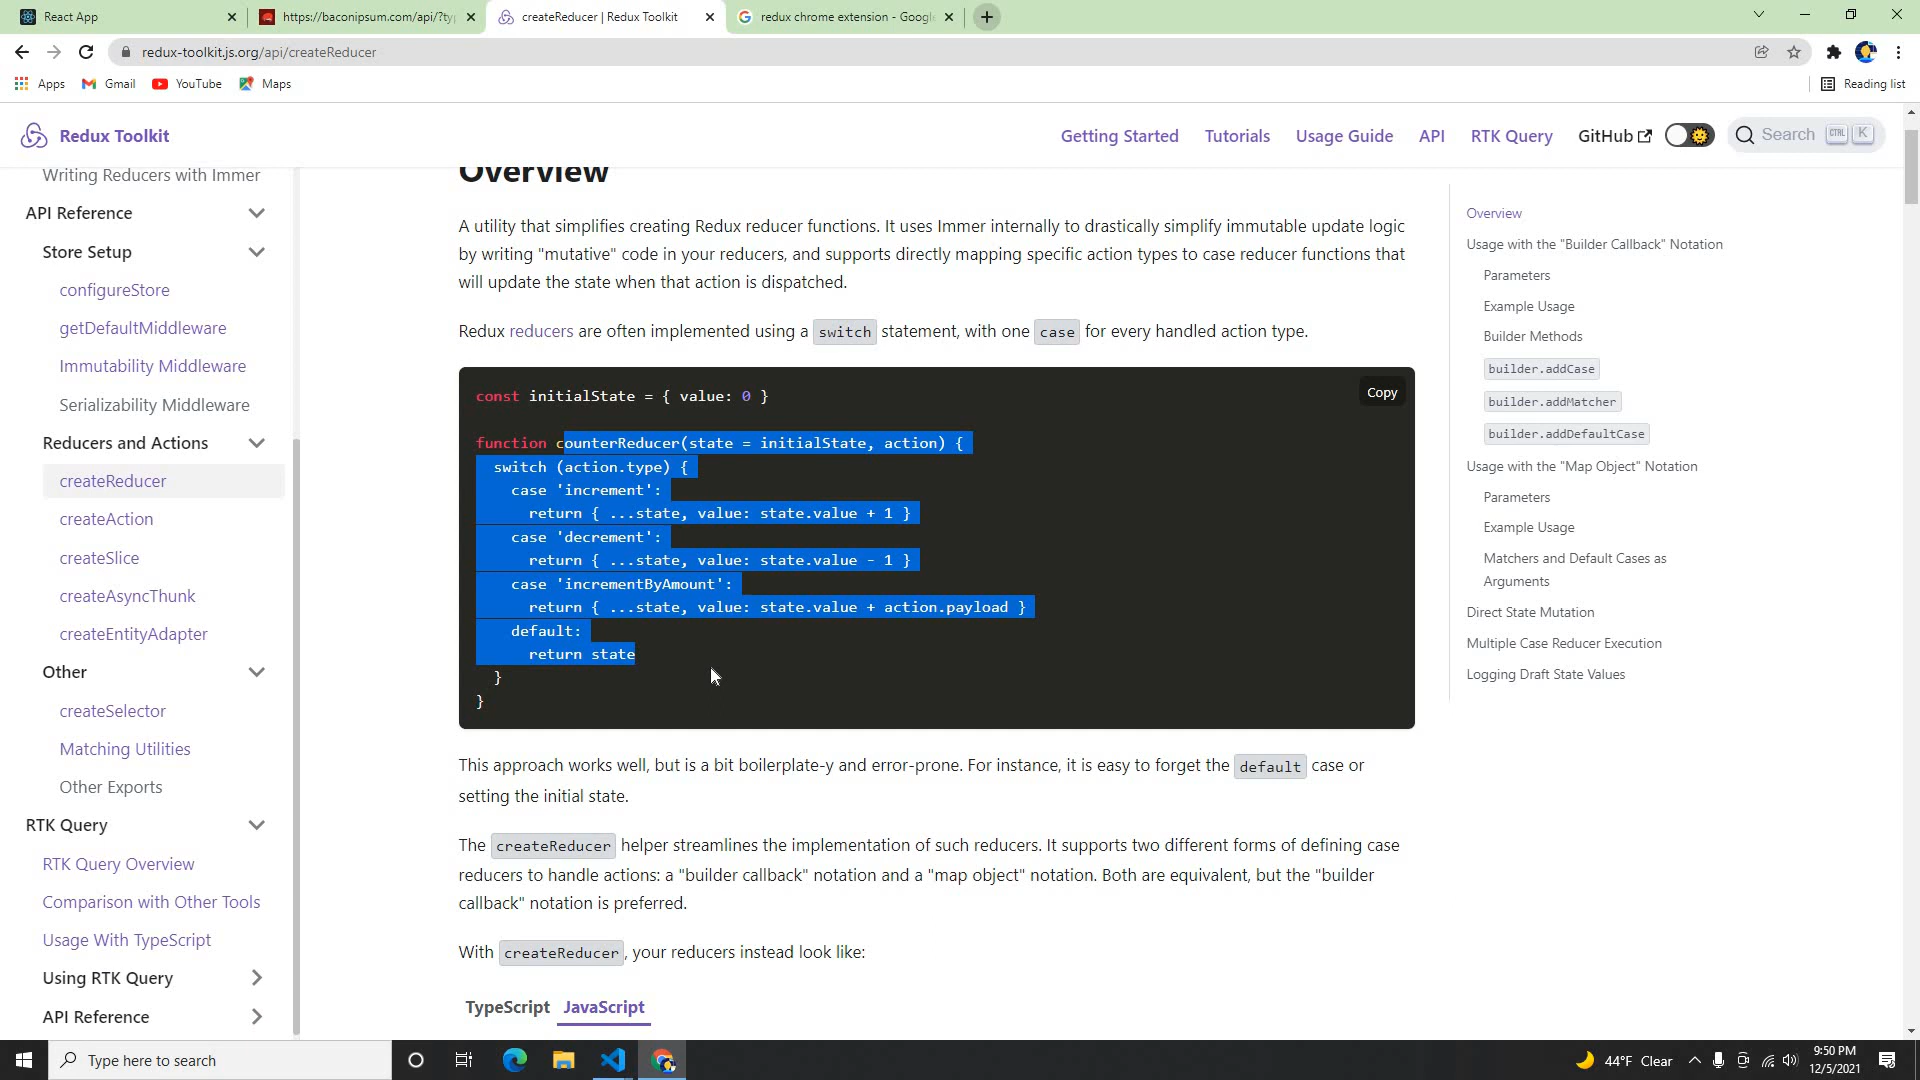 React App
https://baconipsum.com/api/?typ
createReducer | Redux Toolkit
redux chrome extension - Google
redux-toolkit.js.org/api/createReducer
Apps
Gmail
YouTube
Maps
Reading list
Redux Toolkit
Getting Started
Tutorials
Usage Guide
API
RTK Query
GitHub
Search
CTRL
K
Writing Reducers with Immer
API Reference
Store Setup
configureStore
getDefaultMiddleware
Immutability Middleware
Serializability Middleware
Reducers and Actions
createReducer
createAction
createSlice
createAsyncThunk
createEntityAdapter
Other
createSelector
Matching Utilities
Other Exports
RTK Query
RTK Query Overview
Comparison with Other Tools
Usage With TypeScript
Using RTK Query
API Reference
Overview
A utility that simplifies creating Redux reducer functions. It uses Immer internally to drastically simplify immutable update logic
by writing "mutative" code in your reducers, and supports directly mapping specific action types to case reducer functions that
will update the state when that action is dispatched.
Redux reducers are often implemented using a switch statement, with one case for every handled action type.
Copy
const initialState = { value: 0 }
function counterReducer(state = initialState, action) {
switch (action.type) {
case 'increment':
return { ...state, value: state.value + 1 }
case 'decrement':
return { ...state, value: state.value - 1 }
case 'incrementByAmount':
return { ...state, value: state.value + action.payload }
default:
return state
}
}
This approach works well, but is a bit boilerplate-y and error-prone. For instance, it is easy to forget the default case or
setting the initial state.
The createReducer helper streamlines the implementation of such reducers. It supports two different forms of defining case
reducers to handle actions: a "builder callback" notation and a "map object" notation. Both are equivalent, but the "builder
callback" notation is preferred.
With createReducer, your reducers instead look like:
TypeScript
JavaScript
Overview
Usage with the "Builder Callback" Notation
Parameters
Example Usage
Builder Methods
builder.addCase
builder.addMatcher
builder.addDefaultCase
Usage with the "Map Object" Notation
Parameters
Example Usage
Matchers and Default Cases as
Arguments
Direct State Mutation
Multiple Case Reducer Execution
Logging Draft State Values
Type here to search
44°F Clear
9:50 PM
12/5/2021